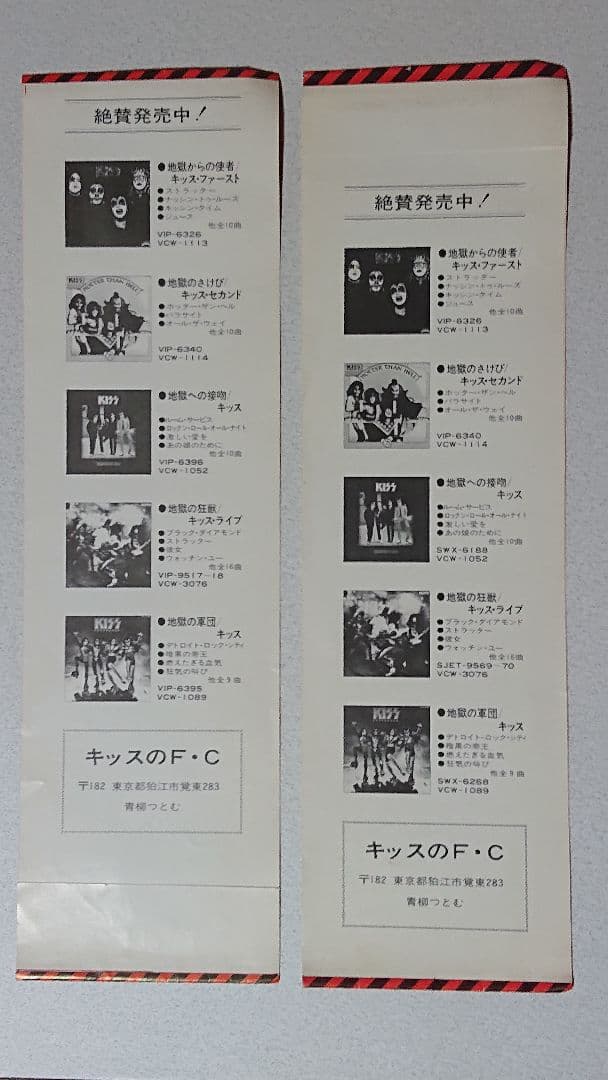 絶賛発売中!
●地獄からの使者/
キッス・ファースト
●ストラッター
●ナッシン・トゥ・ルーズ
●キッシン・タイム
●ジュース
他全10曲
VIP-6326
VCW-1113
KISS
HOTTER THAN HELL
●地獄のさけび/
キッス・セカンド
●ホッター・ザン・ヘル
●パラサイト
●オール・ザ・ウェイ
他全10曲
VIP-6340
VCW-1114
KISS
●地獄への接吻/
キッス
●ルーム・サービス
●ロックン・ロール・オール・ナイト
●激しい愛を
●あの娘のために
他全10曲
VIP-6396
VCW-1052
●地獄の狂獣/
キッス・ライブ
●ブラック・ダイアモンド
●ストラッター
●彼女
●ウォッチン・ユー
他全16曲
VIP-9517-18
VCW-3076
KISS
●地獄の軍団/
キッス
●デトロイト・ロック・シティ
●暗黒の帝王
●燃えたぎる血気
●狂気の叫び
他全9曲
VIP-6395
VCW-1089
キッスのF・C
〒182 東京都狛江市覚東283
青柳つとむ
絶賛発売中!
●地獄からの使者/
キッス・ファースト
●ストラッター
●ナッシン・トゥ・ルーズ
●キッシン・タイム
●ジュース
他全10曲
VIP-6326
VCW-1113
KISS
HOTTER THAN HELL
●地獄のさけび/
キッス・セカンド
●ホッター・ザン・ヘル
●パラサイト
●オール・ザ・ウェイ
他全10曲
VIP-6340
VCW-1114
KISS
●地獄への接吻/
キッス
●ルーム・サービス
●ロックン・ロール・オール・ナイト
●激しい愛を
●あの娘のために
他全10曲
SWX-6188
VCW-1052
●地獄の狂獣/
キッス・ライブ
●ブラック・ダイアモンド
●ストラッター
●彼女
●ウォッチン・ユー
他全16曲
SJET-9569-70
VCW-3076
KISS
●地獄の軍団/
キッス
●デトロイト・ロック・シティ
●暗黒の帝王
●燃えたぎる血気
●狂気の叫び
他全9曲
SWX-6268
VCW-1089
キッスのF・C
〒182 東京都狛江市覚東283
青柳つとむ